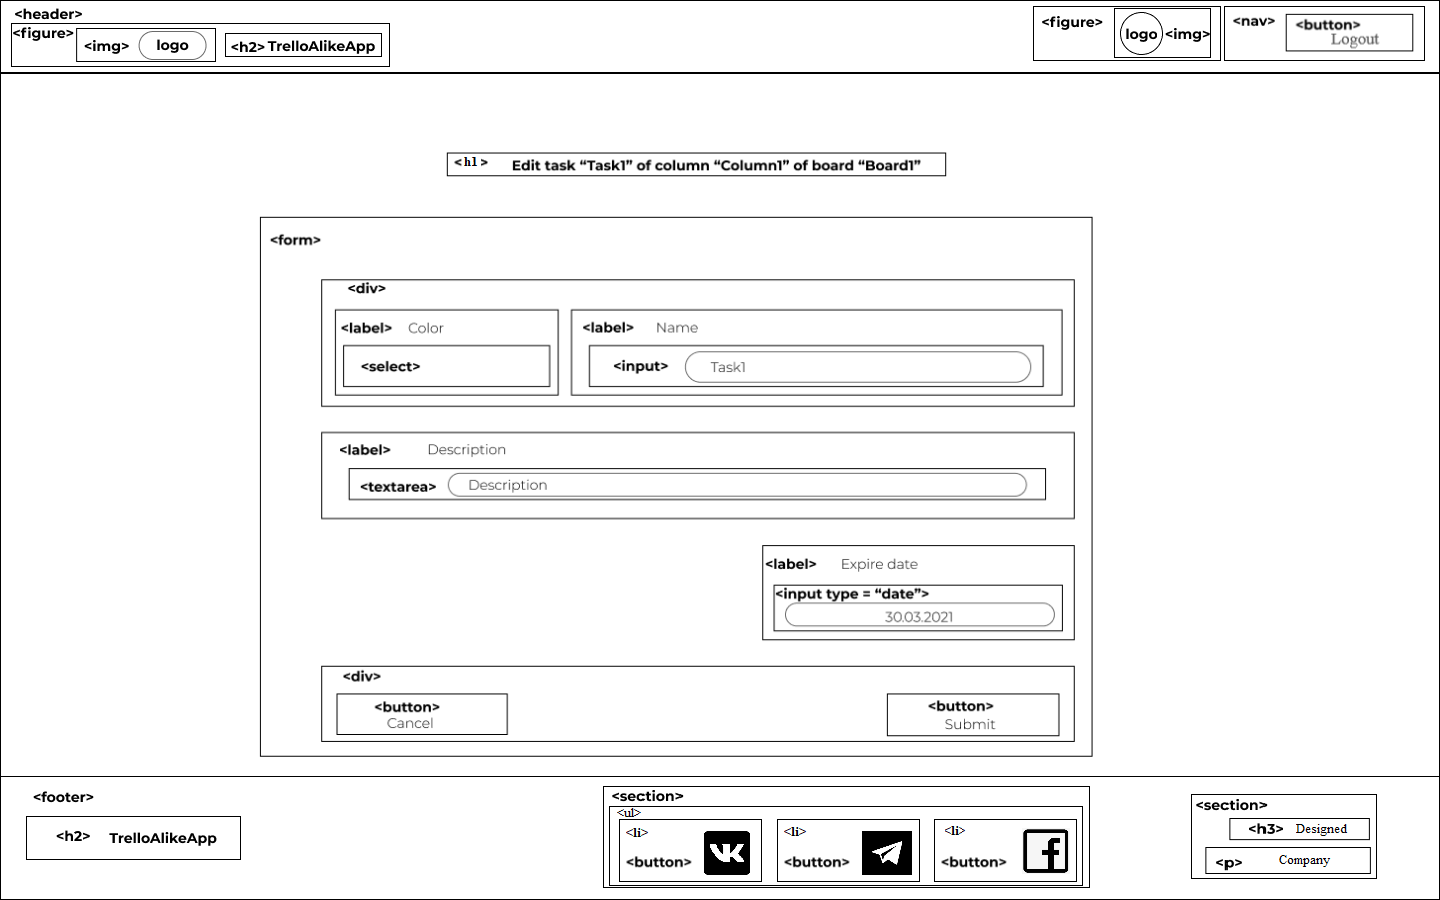 <header>
<figure>
<img> logo
<h2> TrelloAlikeApp
<figure>
logo <img>
<nav>
<button>
Logout
<h1> Edit task “Task1” of column “Column1” of board “Board1”
<form>
<div>
<label> Color
<select>
<label> Name
<input> Task1
<label> Description
<textarea> Description
<label> Expire date
<input type = “date”>
30.03.2021
<div>
<button>
Cancel
<button>
Submit
<footer>
<h2> TrelloAlikeApp
<section>
<ul>
<li>
<button>
<li>
<button>
<li>
<button>
<section>
<h3> Designed
<p> Company